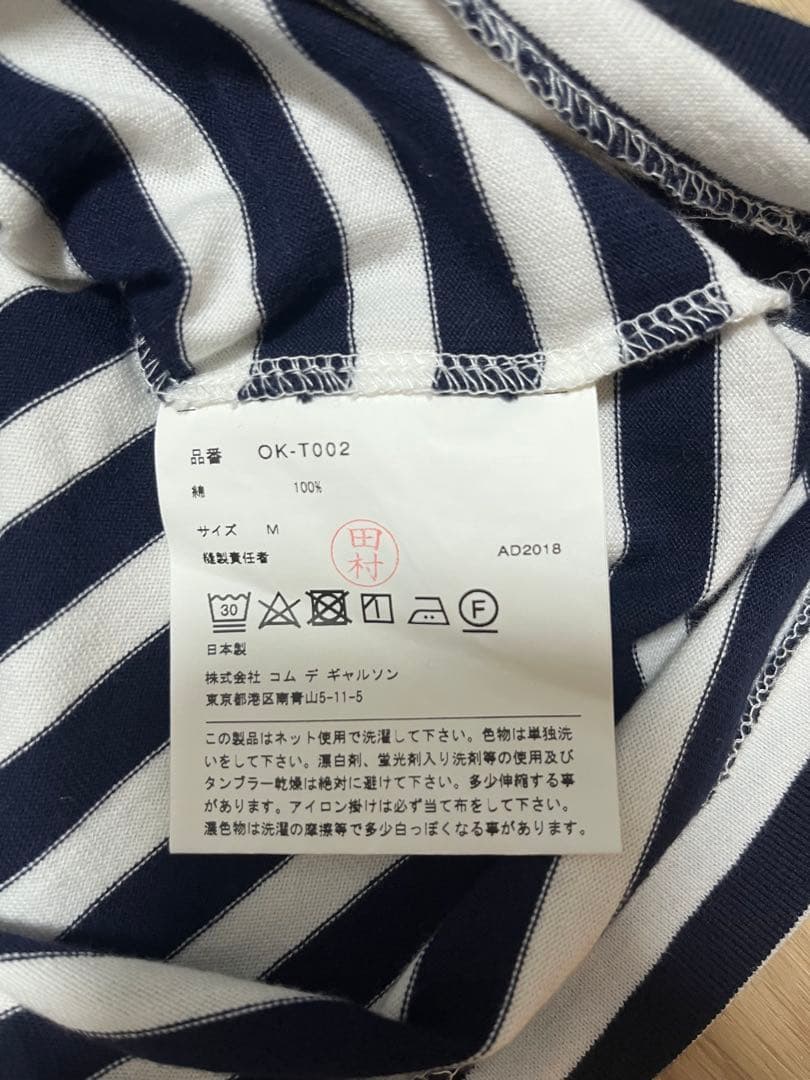 品番 OK-T002
綿 100%
サイズ M
縫製責任者 田村 AD2018
30 F
日本製
株式会社 コム デ ギャルソン
東京都港区南青山5-11-5
この製品はネット使用で洗濯して下さい。色物は単独洗
いをして下さい。漂白剤、蛍光剤入り洗剤等の使用及び
タンブラー乾燥は絶対に避けて下さい。多少伸縮する事
があります。アイロン掛けは必ず当て布をして下さい。
濃色物は洗濯の摩擦等で多少白っぽくなる事があります。